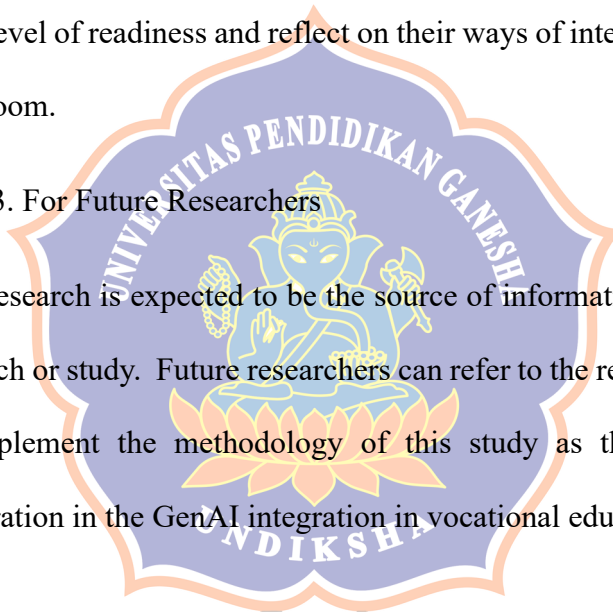 evel of readiness and reflect on their ways of inte
oom.
UNIVERSITAS PENDIDIKAN GANESHA
3. For Future Researchers
esearch is expected to be the source of informat
ch or study. Future researchers can refer to the re
plement the methodology of this study as th
ration in the GenAI integration in vocational edu
UNDIKSHA